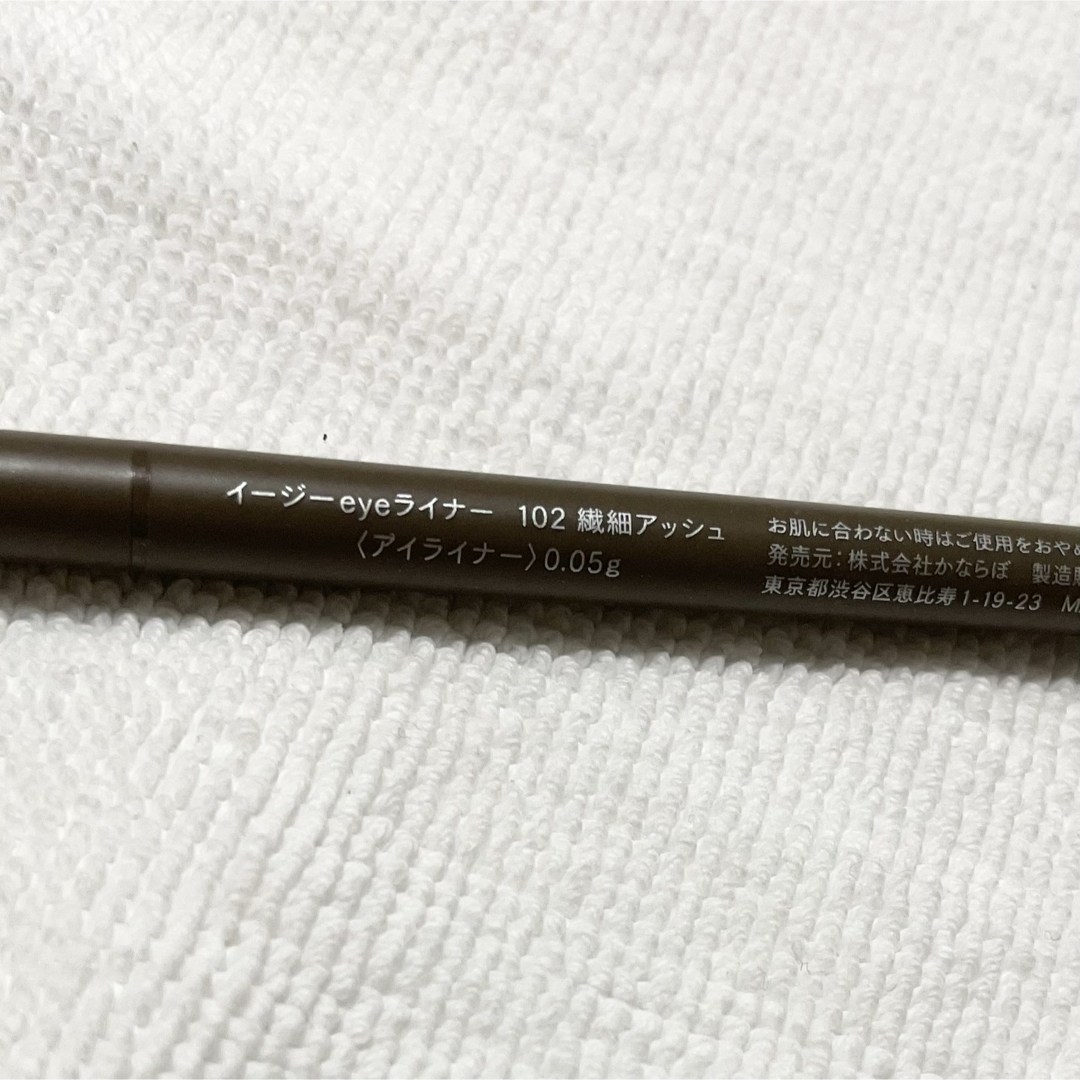 イージーeyeライナー 102 繊細アッシュ
〈アイライナー〉0.05g
お肌に合わない時はご使用をおやめ
発売元:株式会社かならぼ 製造販
東京都渋谷区恵比寿1-19-23 M